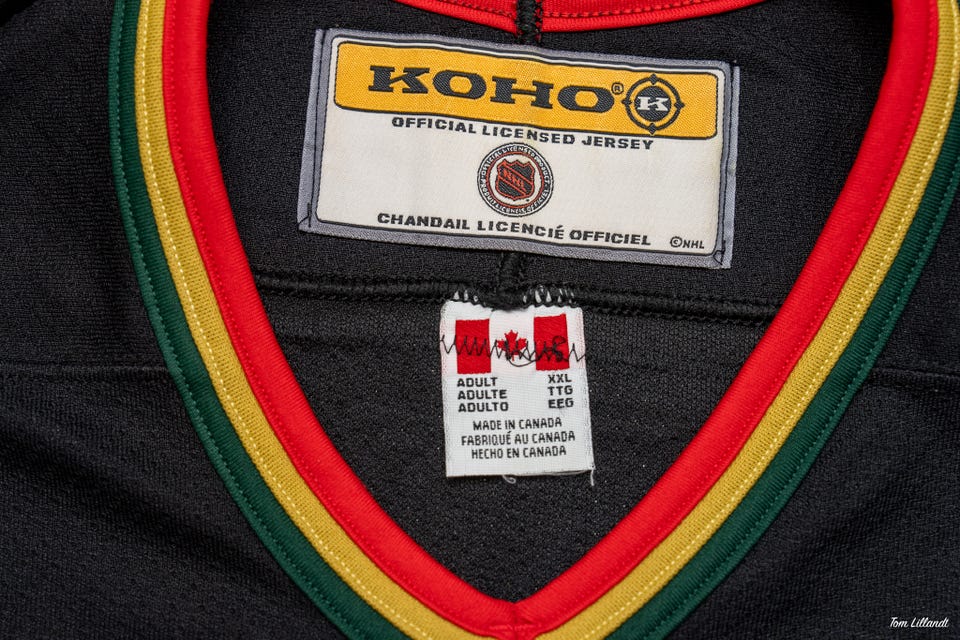 KOHO® K
OFFICIAL LICENSED JERSEY
NHL
CHANDAIL LICENCIÉ OFFICIEL ©NHL
ADULT XXL
ADULTE TTG
ADULTO EEG
MADE IN CANADA
FABRIQUÉ AU CANADA
HECHO EN CANADA
Tom Lillandt